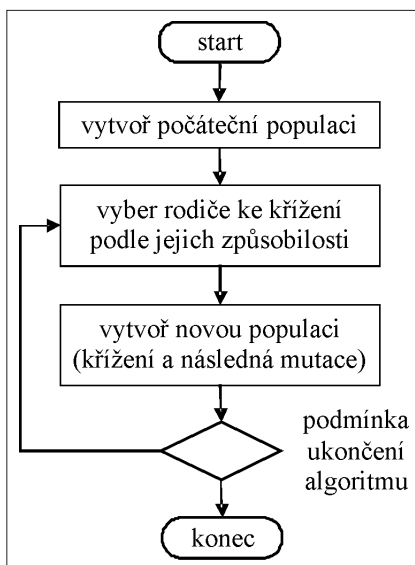 start
vytvoř počáteční populaci
vyber rodiče ke křížení
podle jejich způsobilosti
vytvoř novou populaci
(křížení a následná mutace)
podmínka
ukončení
algoritmu
konec